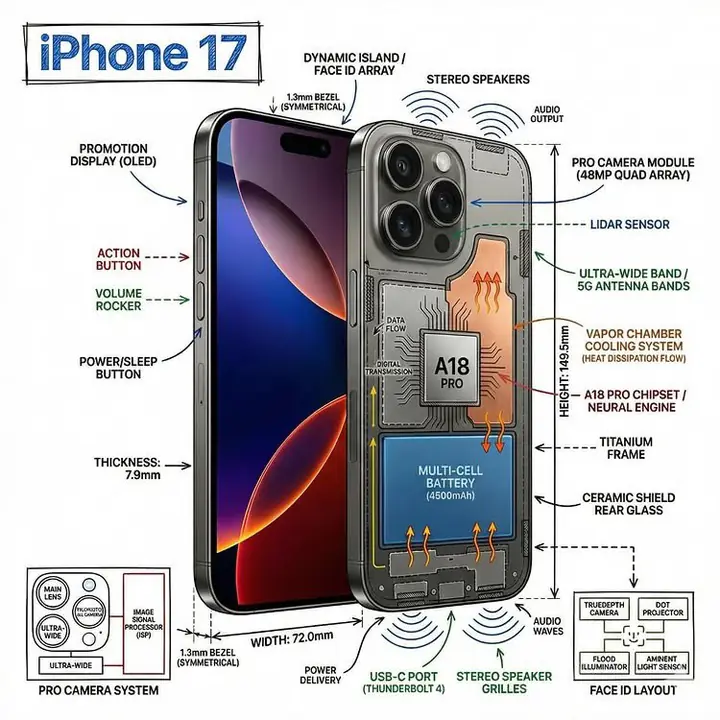 iPhone 17
DYNAMIC ISLAND /
FACE ID ARRAY
STEREO SPEAKERS
1.3mm BEZEL
(SYMMETRICAL)
AUDIO
OUTPUT
PROMOTION
DISPLAY (OLED)
PRO CAMERA MODULE
(48MP QUAD ARRAY)
LIDAR SENSOR
ACTION
BUTTON
ULTRA-WIDE BAND /
5G ANTENNA BANDS
VOLUME
ROCKER
DATA
FLOW
VAPOR CHAMBER
COOLING SYSTEM
(HEAT DISSIPATION FLOW)
POWER/SLEEP
BUTTON
DIGITAL
TRANSMISSION
A18
PRO
HEIGHT: 149.5mm
A18 PRO CHIPSET /
NEURAL ENGINE
TITANIUM
FRAME
THICKNESS:
7.9mm
MULTI-CELL
BATTERY
(4500mAh)
CERAMIC SHIELD
REAR GLASS
MAIN
LENS
ULTRA-
WIDE
IMAGE
SIGNAL
PROCESSOR
(ISP)
ULTRA-WIDE
PRO CAMERA SYSTEM
1.3mm BEZEL
(SYMMETRICAL)
WIDTH: 72.0mm
POWER
DELIVERY
USB-C PORT
(THUNDERBOLT 4)
STEREO SPEAKER
GRILLES
AUDIO
WAVES
TRUEDEPTH
CAMERA
DOT
PROJECTOR
FLOOD
ILLUMINATOR
AMBIENT
LIGHT SENSOR
FACE ID LAYOUT